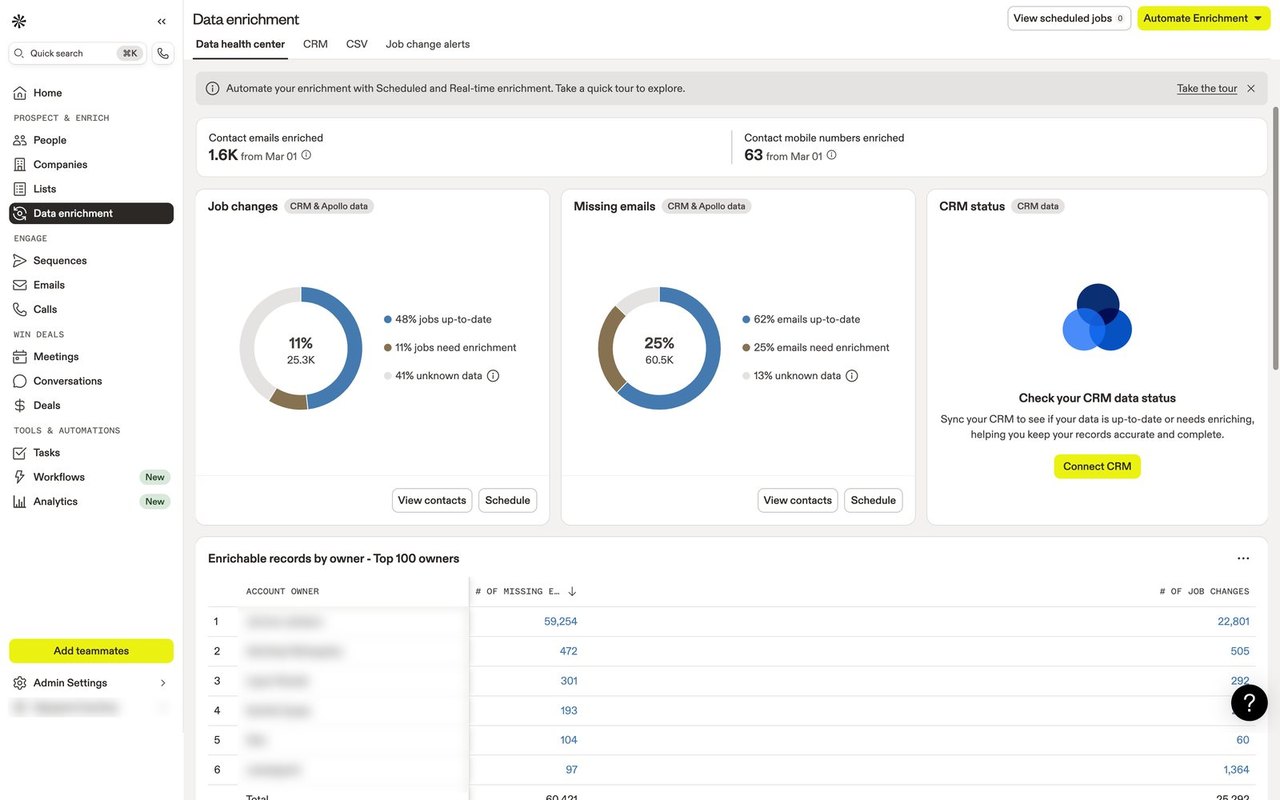 Data enrichment
View scheduled jobs 0
Automate Enrichment
Quick search ⌘K
Data health center
CRM
CSV
Job change alerts
Home
PROSPECT & ENRICH
People
Companies
Lists
Data enrichment
ENGAGE
Sequences
Emails
Calls
WIN DEALS
Meetings
Conversations
Deals
TOOLS & AUTOMATIONS
Tasks
Workflows New
Analytics New
Add teammates
Admin Settings
Automate your enrichment with Scheduled and Real-time enrichment. Take a quick tour to explore.
Take the tour
Contact emails enriched
1.6K from Mar 01
Contact mobile numbers enriched
63 from Mar 01
Job changes CRM & Apollo data
11%
25.3K
48% jobs up-to-date
11% jobs need enrichment
41% unknown data
View contacts
Schedule
Missing emails CRM & Apollo data
25%
60.5K
62% emails up-to-date
25% emails need enrichment
13% unknown data
View contacts
Schedule
CRM status CRM data
Check your CRM data status
Sync your CRM to see if your data is up-to-date or needs enriching,
helping you keep your records accurate and complete.
Connect CRM
Enrichable records by owner - Top 100 owners
ACCOUNT OWNER # OF MISSING E… # OF JOB CHANGES
1 59,254 22,801
2 472 505
3 301 292
4 193
5 104 60
6 97 1,364
Total 60,421 25,292
?